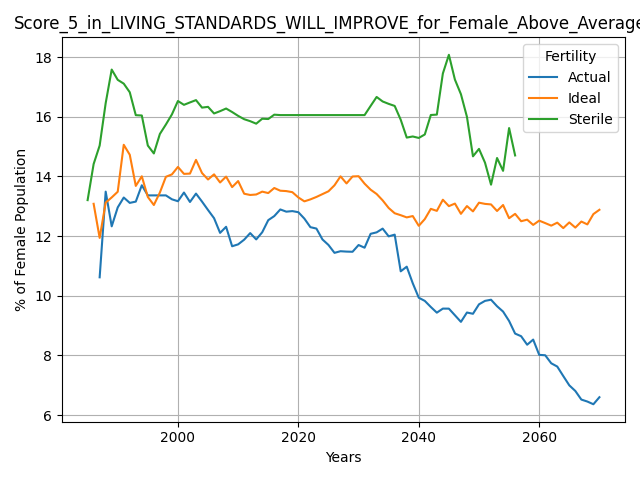 Score_5_in_LIVING_STANDARDS_WILL_IMPROVE_for_Female_Above_Average
Fertility
Actual
Ideal
Sterile
% of Female Population
18
16
14
12
10
8
6
2000 2020 2040 2060
Years